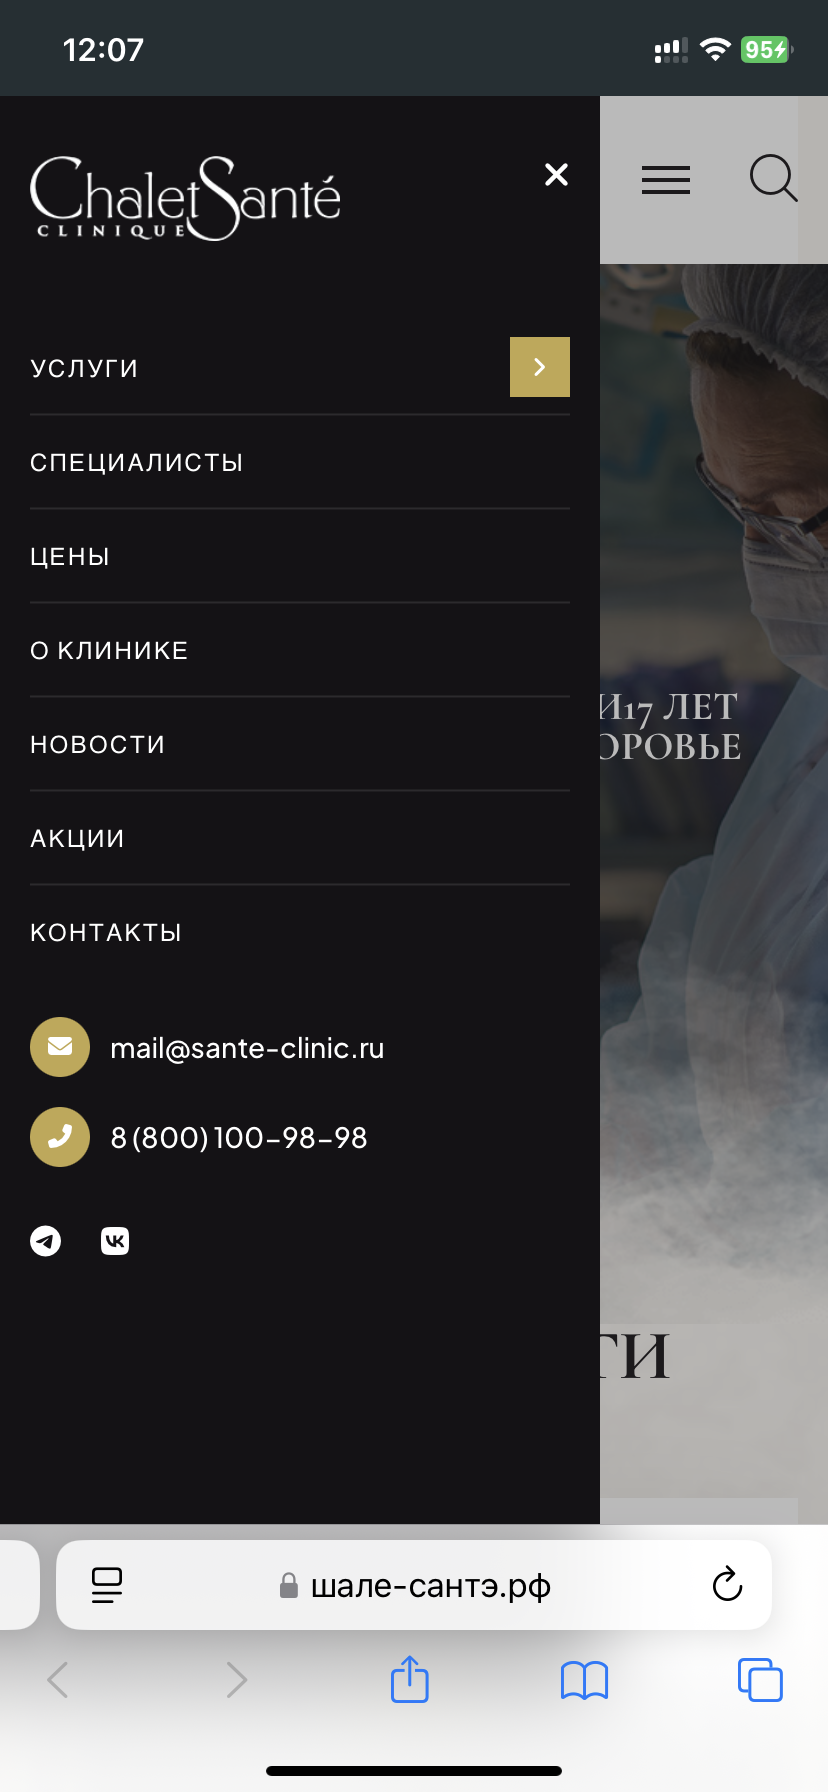 12:07
95
ChaletSanté
CLINIQUE
УСЛУГИ
СПЕЦИАЛИСТЫ
ЦЕНЫ
И17 ЛЕТ
О КЛИНИКЕ
ОРОВЬЕ
НОВОСТИ
АКЦИИ
КОНТАКТЫ
mail@sante-clinic.ru
8 (800) 100-98-98
ГИ
шале-сантэ.рф